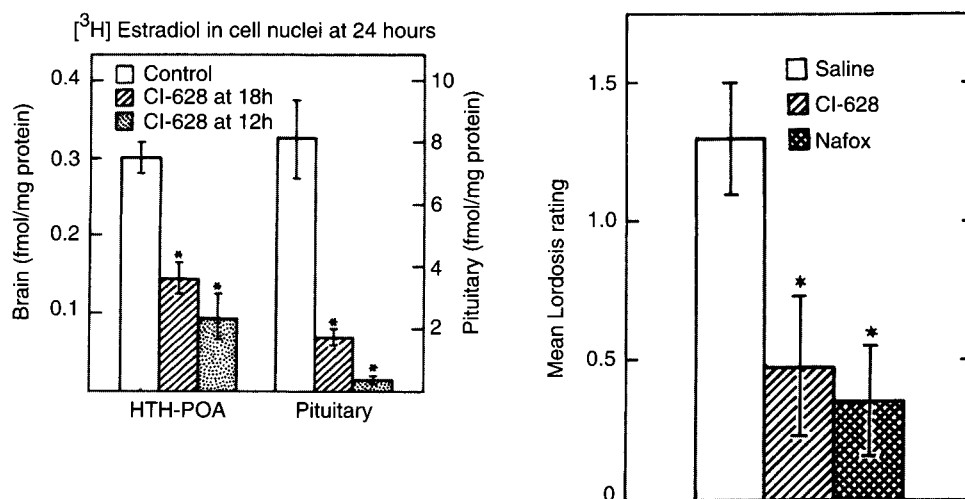 [³H] Estradiol in cell nuclei at 24 hours
Brain (fmol/mg protein)
0.4
0.3
0.2
0.1
Control
CI-628 at 18h
CI-628 at 12h
*
*
*
*
10
8
6
4
2
Pituitary (fmol/mg protein)
HTH-POA
Pituitary
Mean Lordosis rating
1.5
1.0
0.5
0
Saline
CI-628
Nafox
*
*